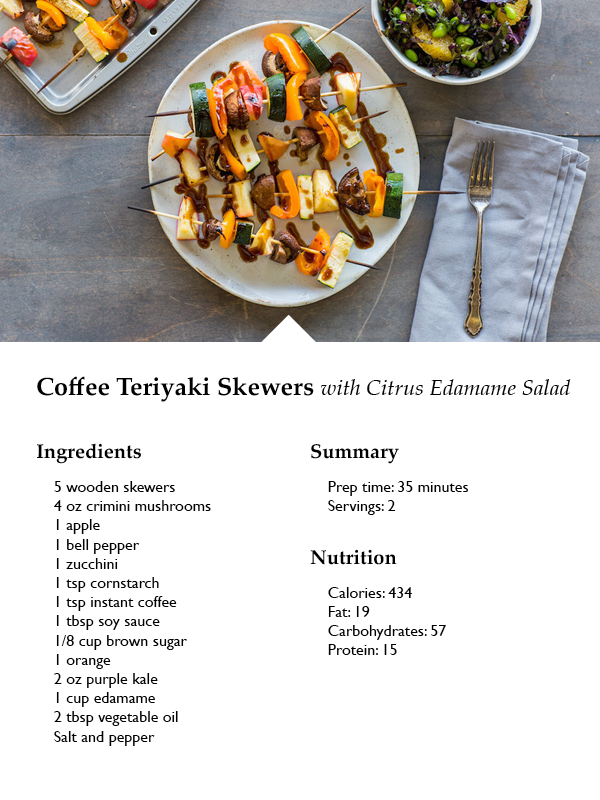 Coffee Teriyaki Skewers with Citrus Edamame Salad
Ingredients
5 wooden skewers
4 oz crimini mushrooms
1 apple
1 bell pepper
1 zucchini
1 tsp cornstarch
1 tsp instant coffee
1 tbsp soy sauce
1/8 cup brown sugar
1 orange
2 oz purple kale
1 cup edamame
2 tbsp vegetable oil
Salt and pepper
Summary
Prep time: 35 minutes
Servings: 2
Nutrition
Calories: 434
Fat: 19
Carbohydrates: 57
Protein: 15